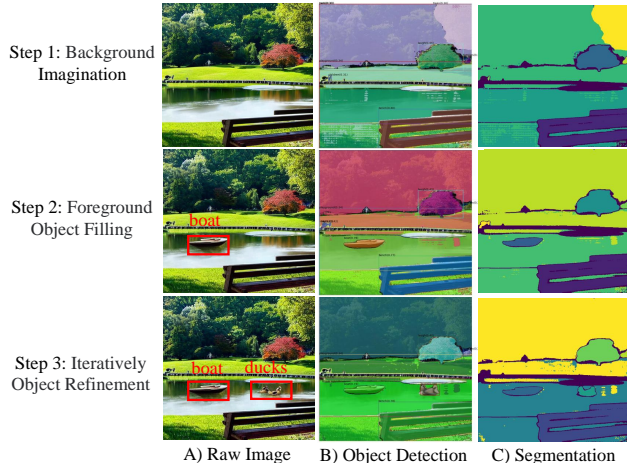 Step 1: Background
Imagination
Step 2: Foreground
Object Filling
boat
Step 3: Iteratively
Object Refinement
boat
ducks
A) Raw Image
B) Object Detection
C) Segmentation